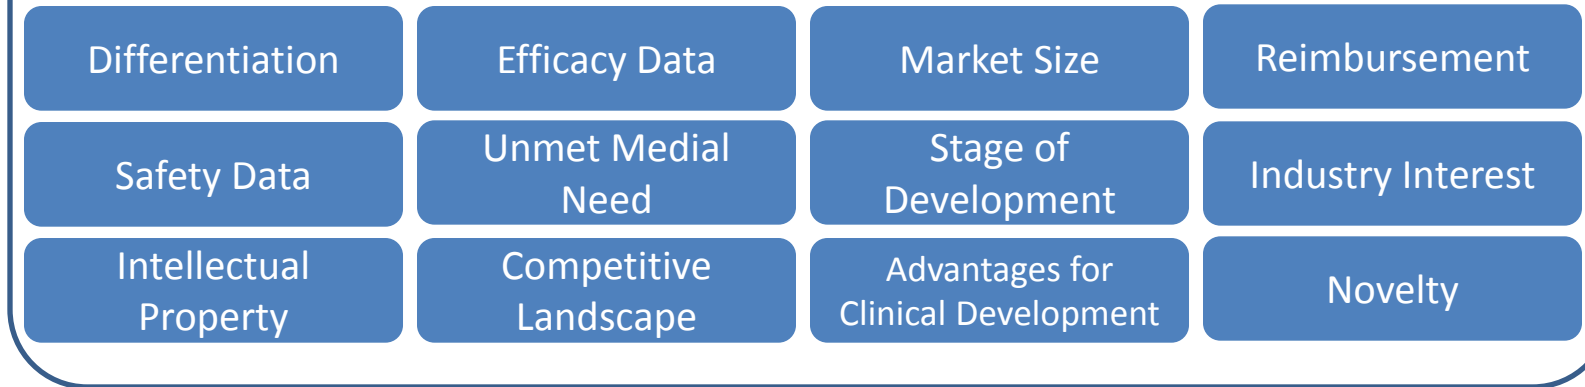 Differentiation
Efficacy Data
Market Size
Reimbursement
Safety Data
Unmet Medial
Need
Stage of
Development
Industry Interest
Intellectual
Property
Competitive
Landscape
Advantages for
Clinical Development
Novelty